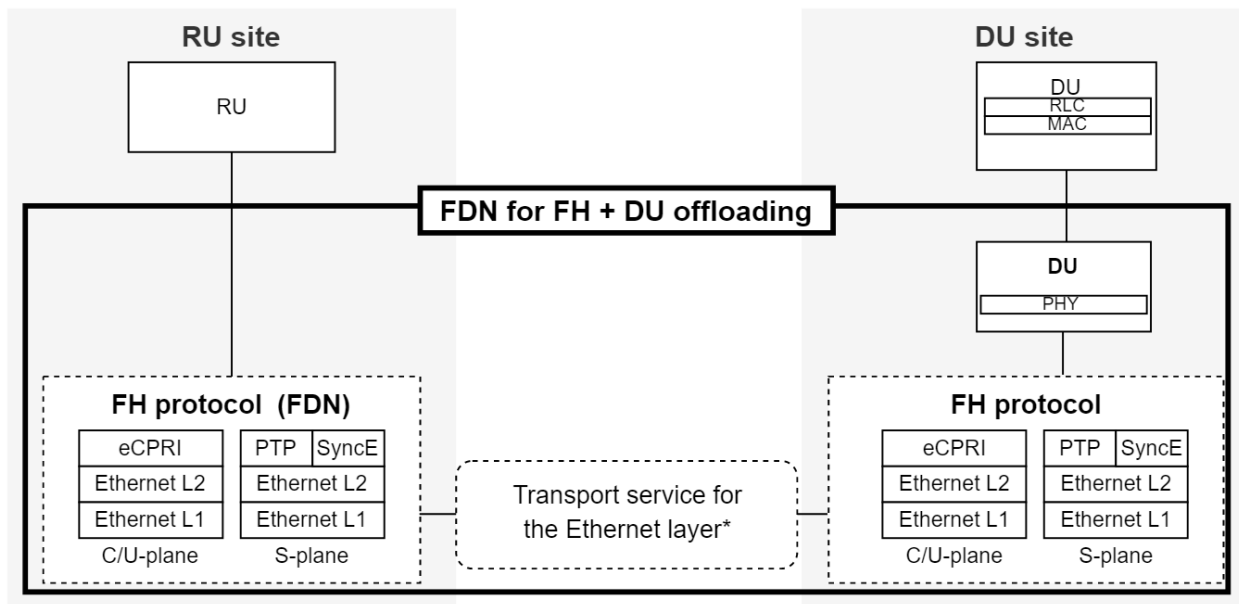 RU site
DU site
RU
DU
RLC
MAC
FDN for FH + DU offloading
DU
PHY
FH protocol (FDN)
eCPRI
PTP
SyncE
Ethernet L2
Ethernet L2
Ethernet L1
Ethernet L1
C/U-plane
S-plane
Transport service for
the Ethernet layer*
FH protocol
eCPRI
PTP
SyncE
Ethernet L2
Ethernet L2
Ethernet L1
Ethernet L1
C/U-plane
S-plane